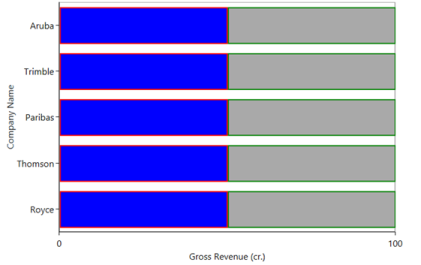 Aruba
Trimble
Paribas
Thomson
Royce
Company Name
0
100
Gross Revenue (cr.)